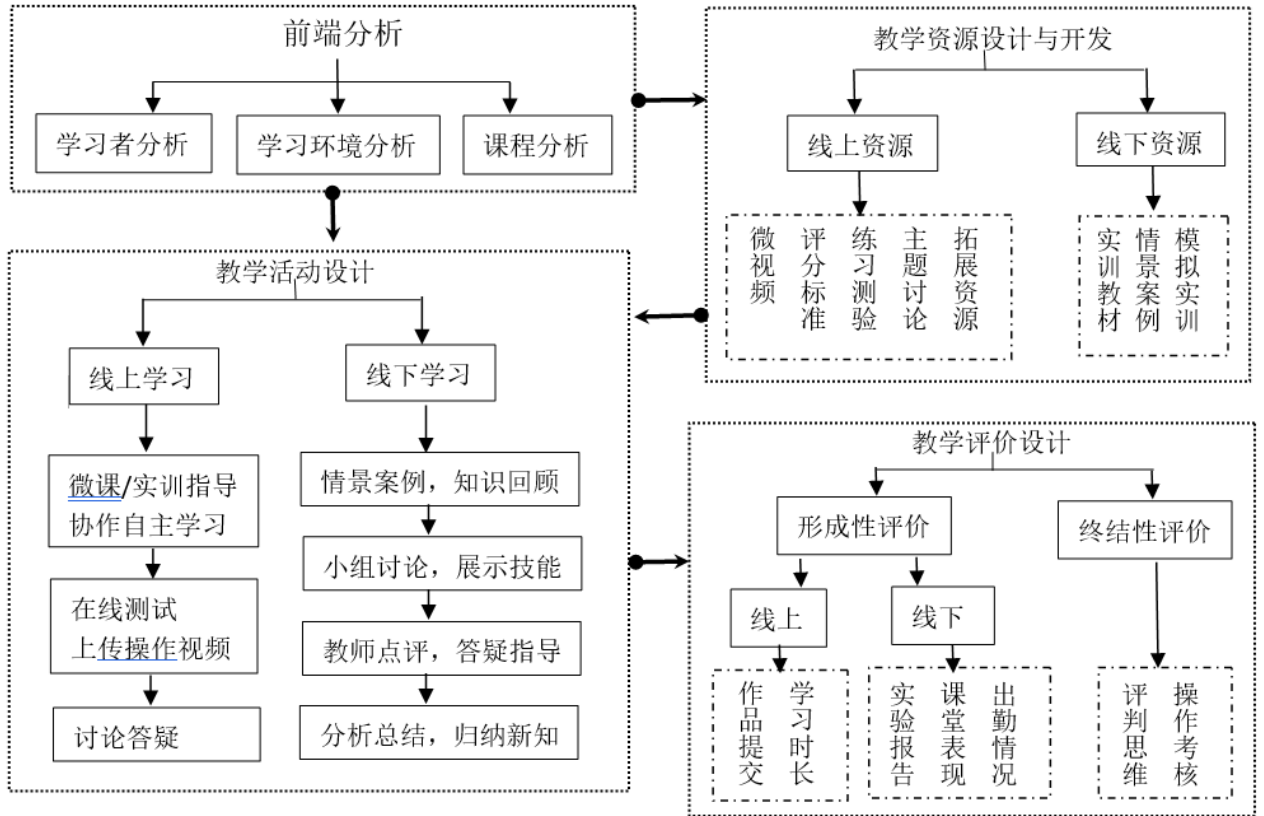 前端分析
学习者分析
学习环境分析
课程分析
教学资源设计与开发
线上资源
线下资源
微视频
评分标准
练习测验
主题讨论
拓展资源
实训教材
情景案例
模拟实训
教学活动设计
线上学习
线下学习
微课/实训指导
协作自主学习
在线测试
上传操作视频
讨论答疑
情景案例，知识回顾
小组讨论，展示技能
教师点评，答疑指导
分析总结，归纳新知
教学评价设计
形成性评价
终结性评价
线上
线下
作品提交
学习时长
实验报告
课堂表现
出勤情况
评判思维
操作考核